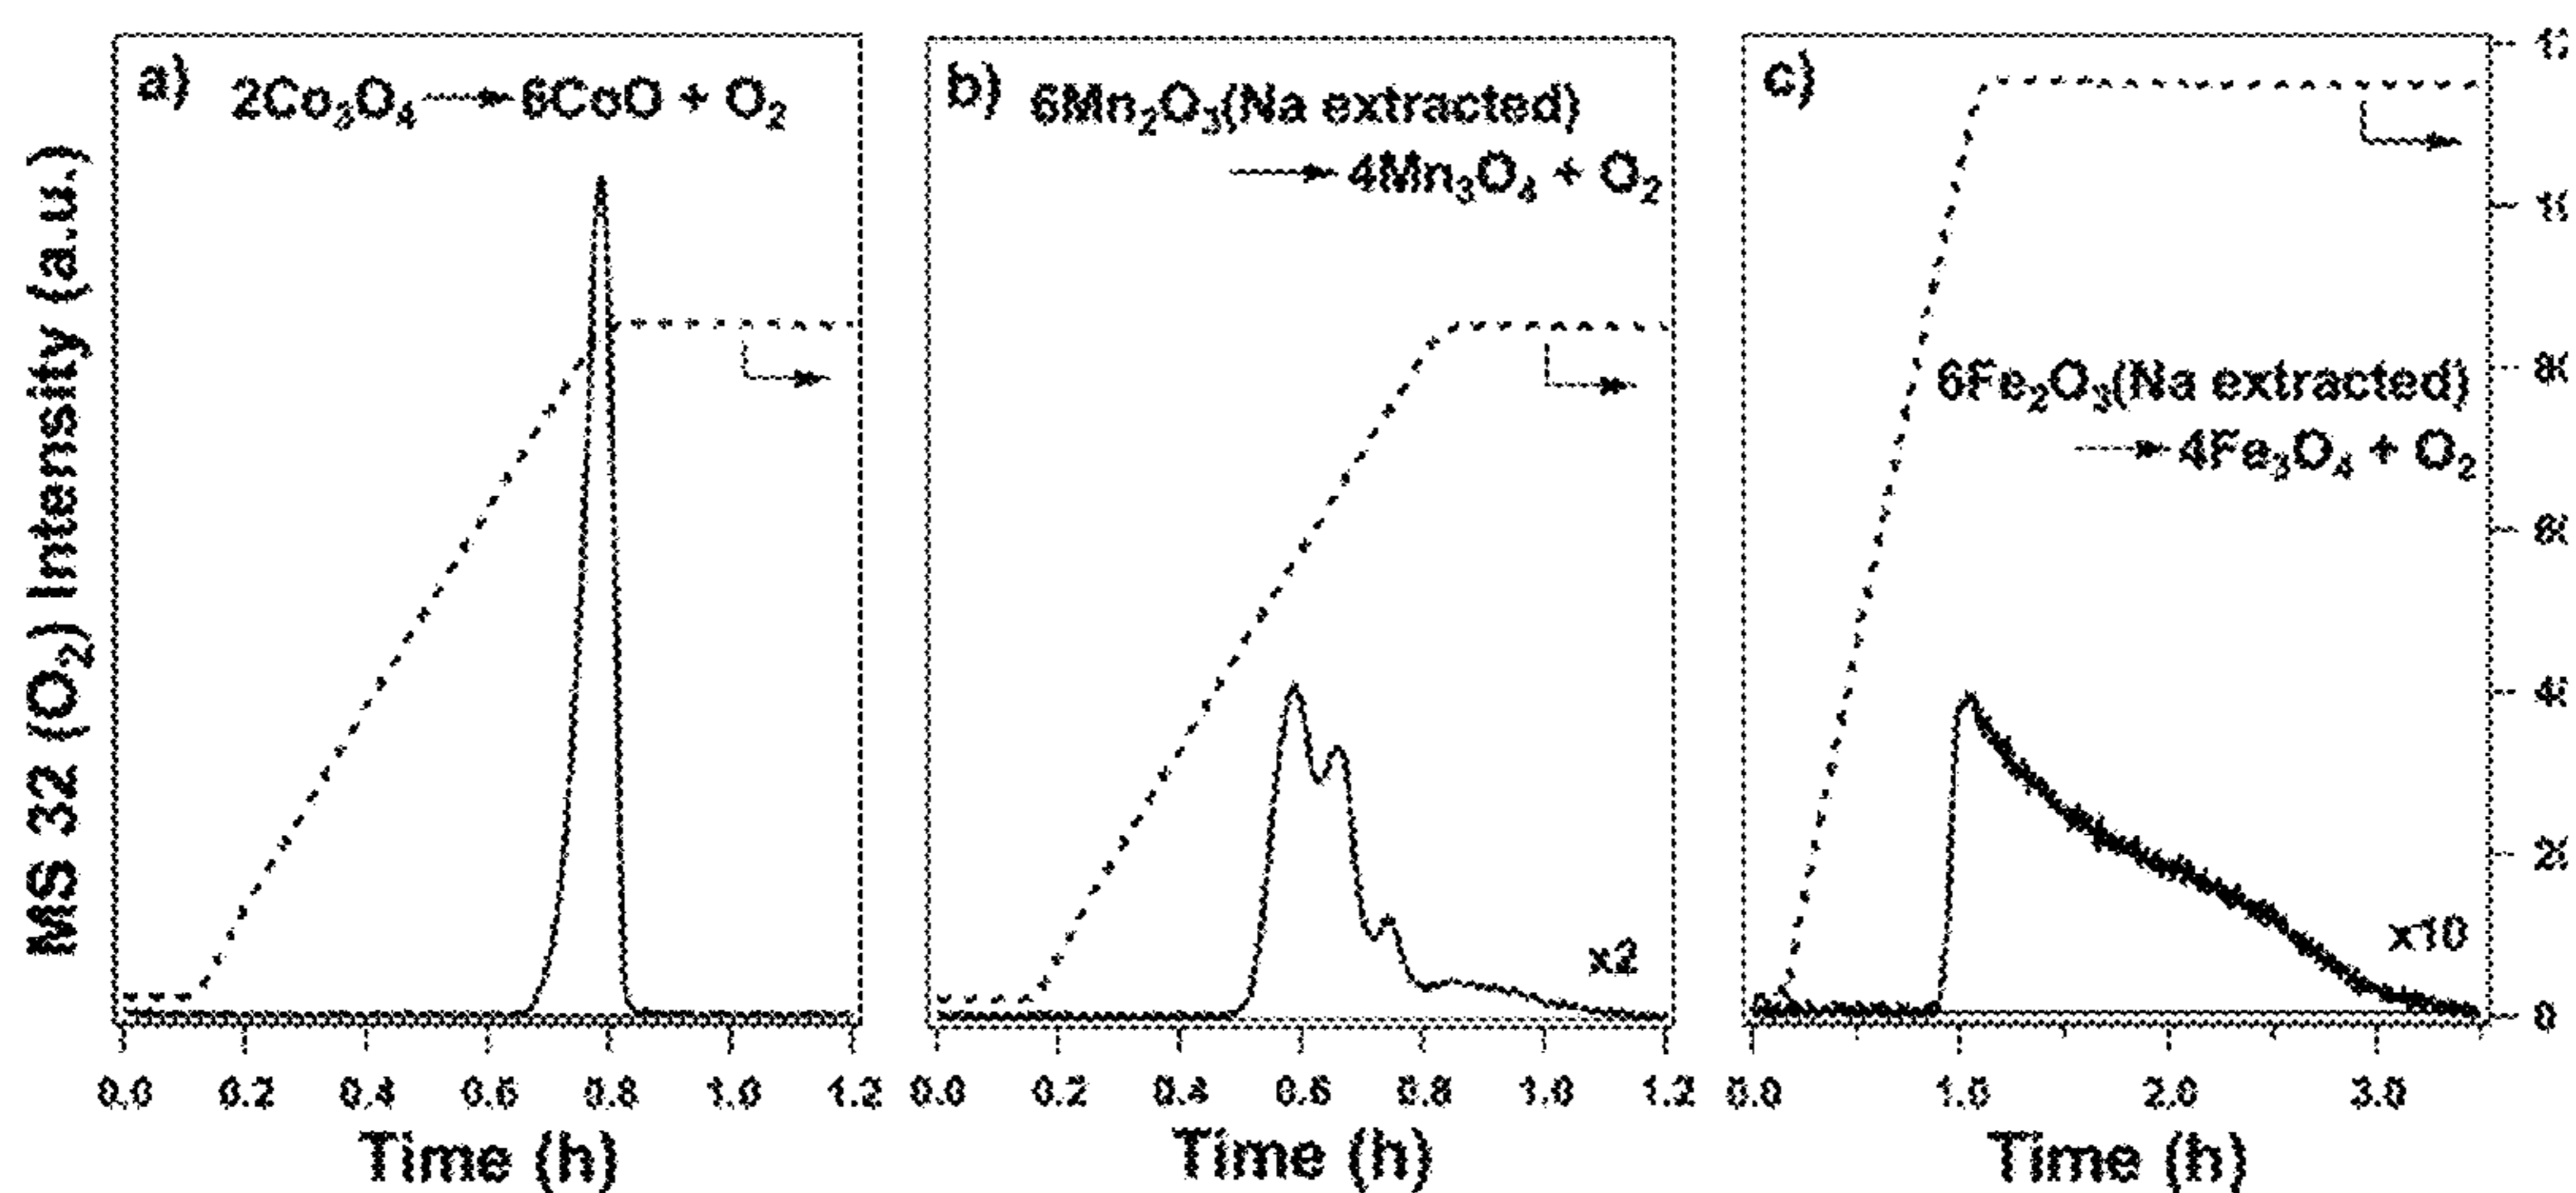 MS 32 (O₂) Intensity (a.u.)
a)
2Co₃O₄ → 6CoO + O₂
0.0 0.2 0.4 0.6 0.8 1.0 1.2
Time (h)
b)
6Mn₂O₃(Na extracted)
→ 4Mn₃O₄ + O₂
x2
0.0 0.2 0.4 0.6 0.8 1.0 1.2
Time (h)
c)
6Fe₂O₃(Na extracted)
→ 4Fe₃O₄ + O₂
x10
0.0 1.0 2.0 3.0
Time (h)
0